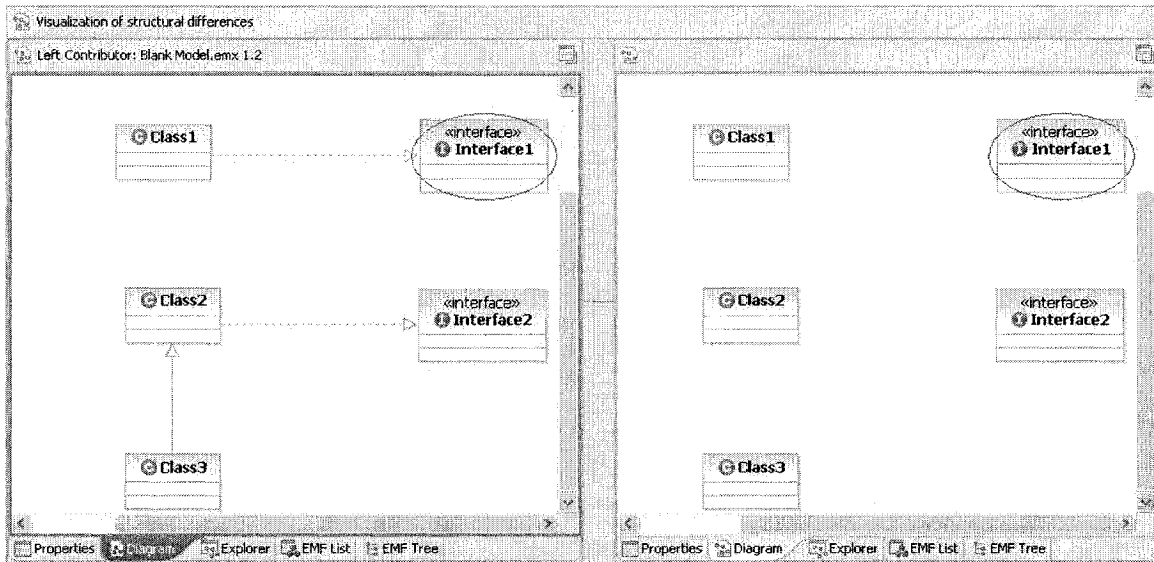 Visualization of structural differences
Left Contributor: Blank Model.emx 1.2
Class1
«interface»
Interface1
Class2
«interface»
Interface2
Class3
Properties Diagram Explorer EMF List EMF Tree
Class1
«interface»
Interface1
Class2
«interface»
Interface2
Class3
Properties Diagram Explorer EMF List EMF Tree